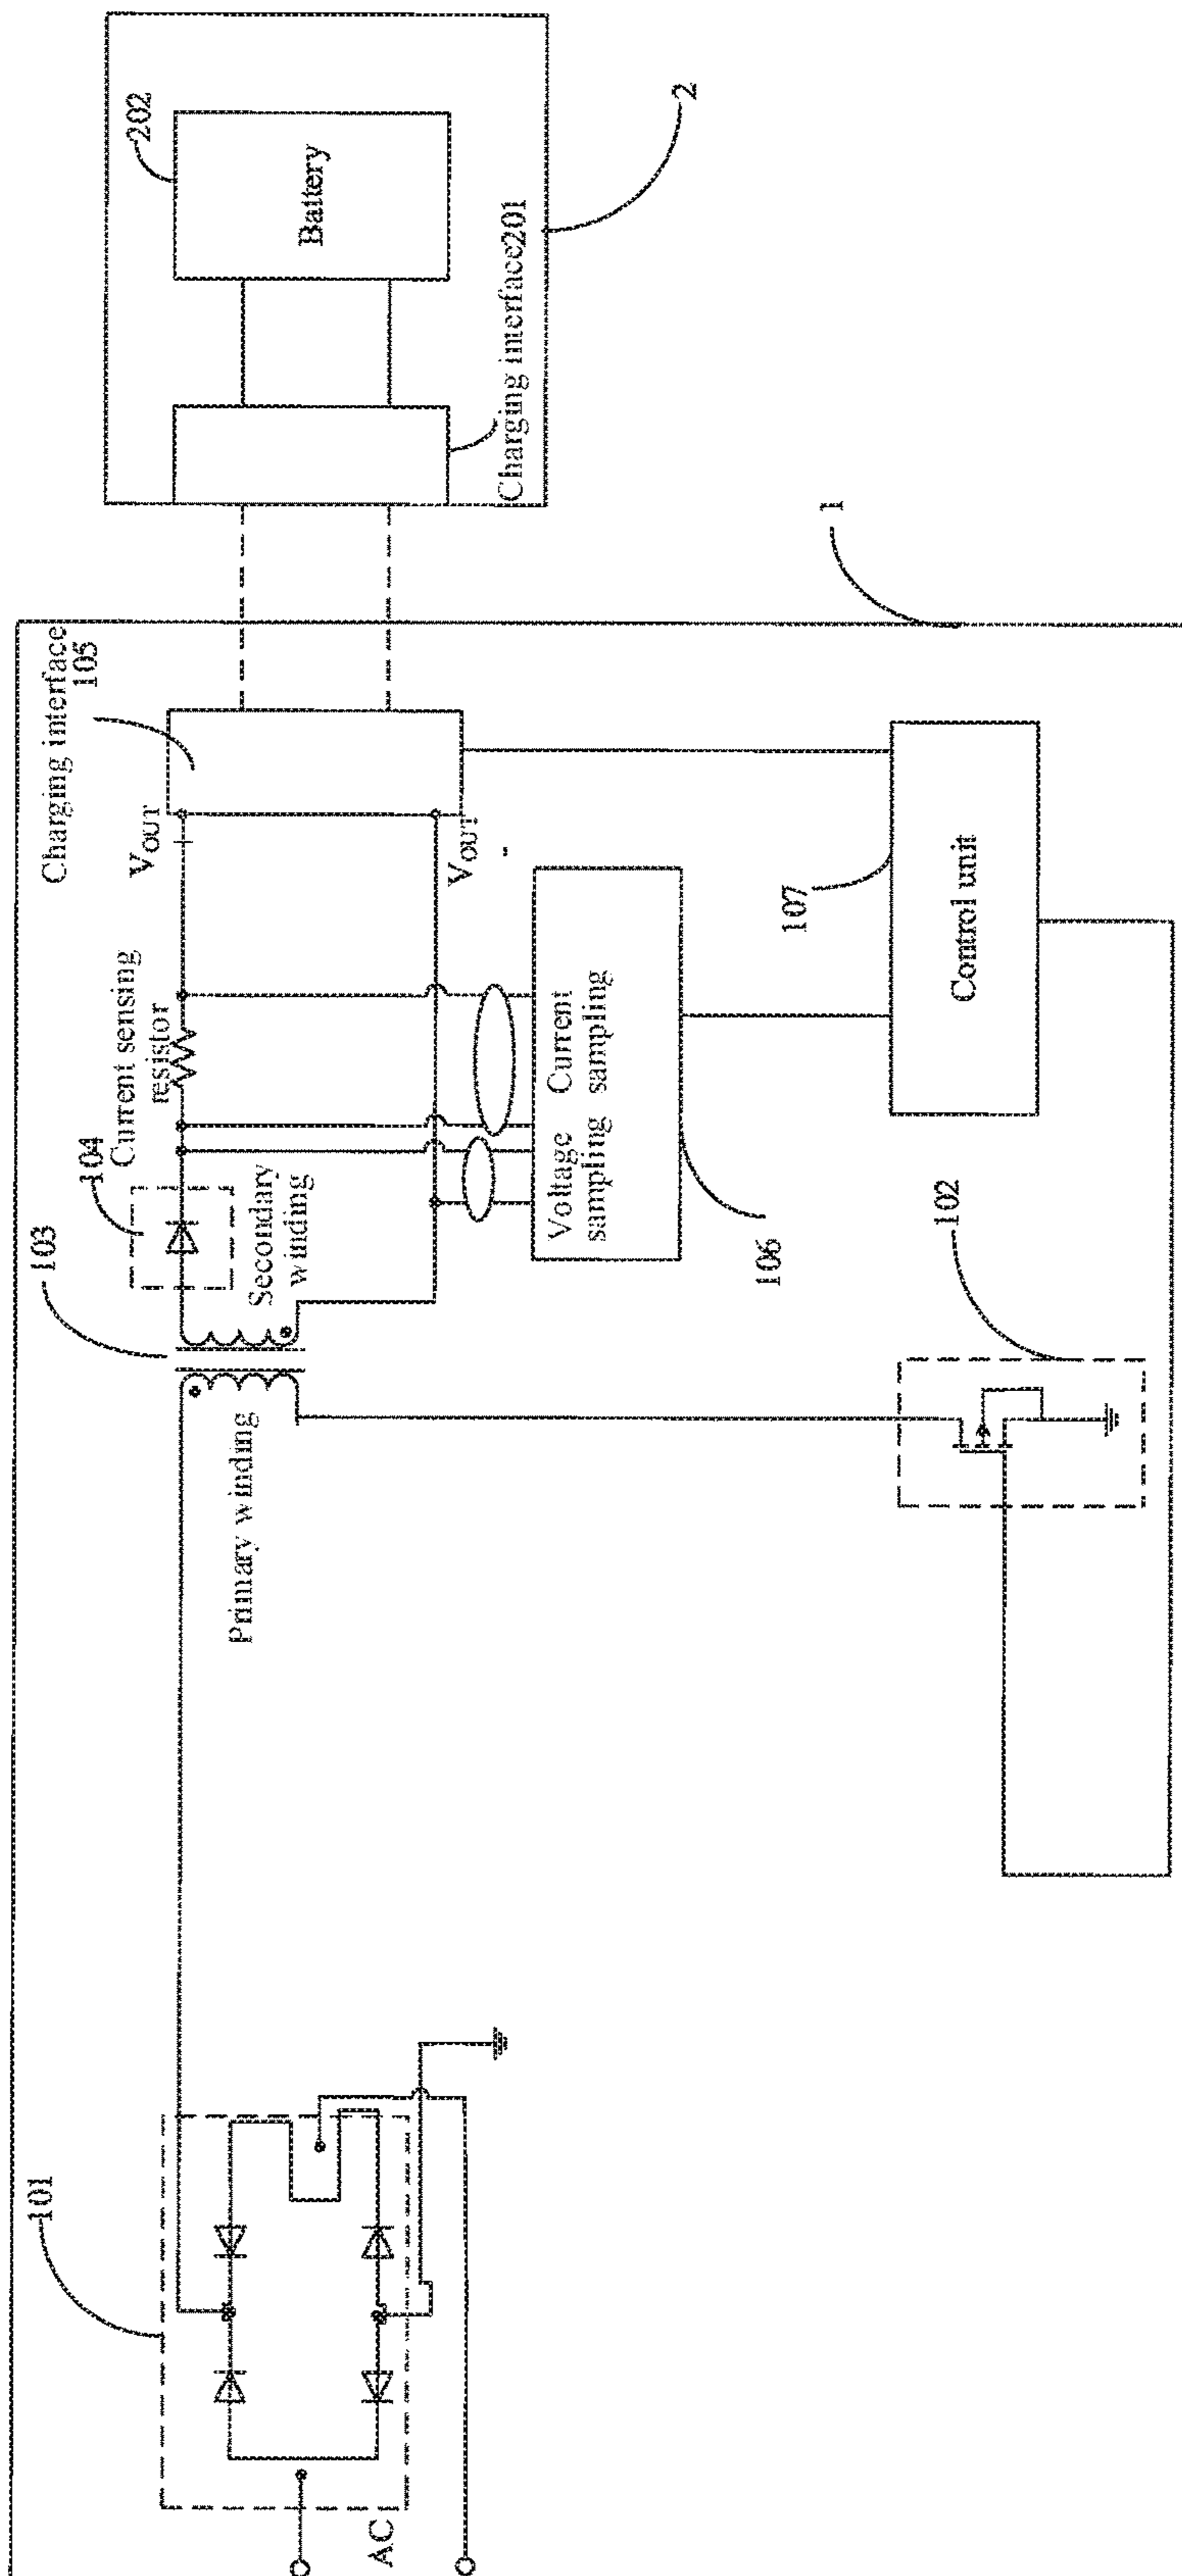 101
AC
Primary winding
103
104
Secondary
winding
Current sensing
resistor
VOUT
VOUT
Charging interface
105
Voltage
sampling
Current
sampling
106
102
107
Control unit
1
Charging interface201
202
Battery
2